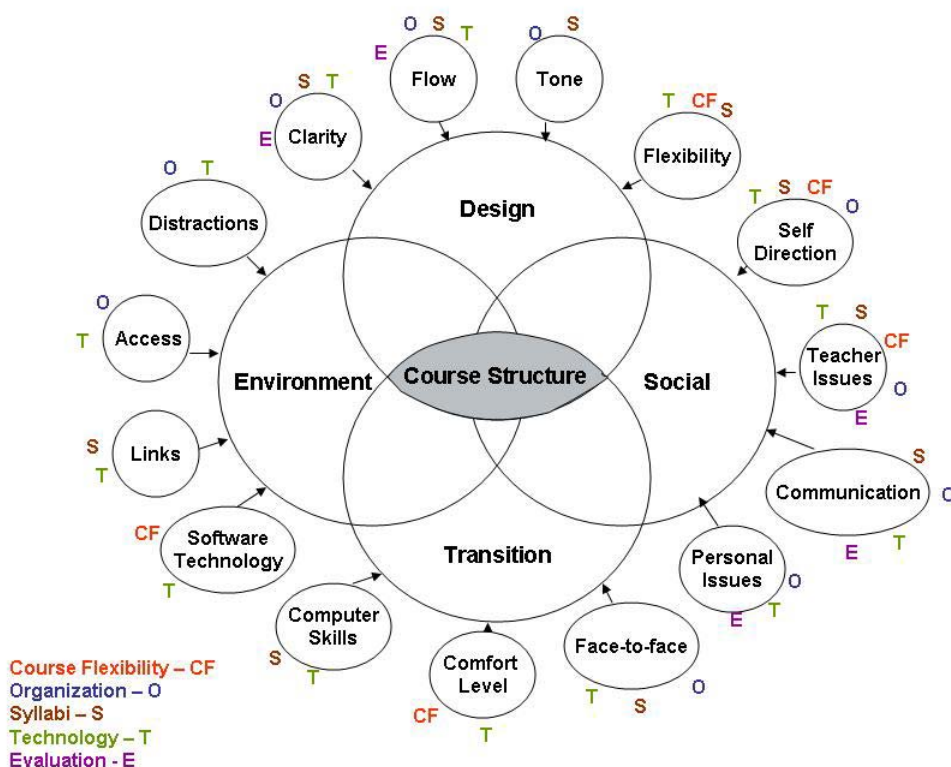 O S T
E
Flow
O S
Tone
O S T
E
Clarity
T CF S
Flexibility
O T
Distractions
Design
T S CF O
Self
Direction
O
T
Access
Environment
Course Structure
Social
T S CF
Teacher
Issues
O
E
S
T
Links
S
Communication
O
E
T
CF
Software
Technology
T
Transition
Personal
Issues
O
T
E
Computer
Skills
S
T
Comfort
Level
CF
T
Face-to-face
T
S
O
Course Flexibility – CF
Organization – O
Syllabi – S
Technology – T
Evaluation - E